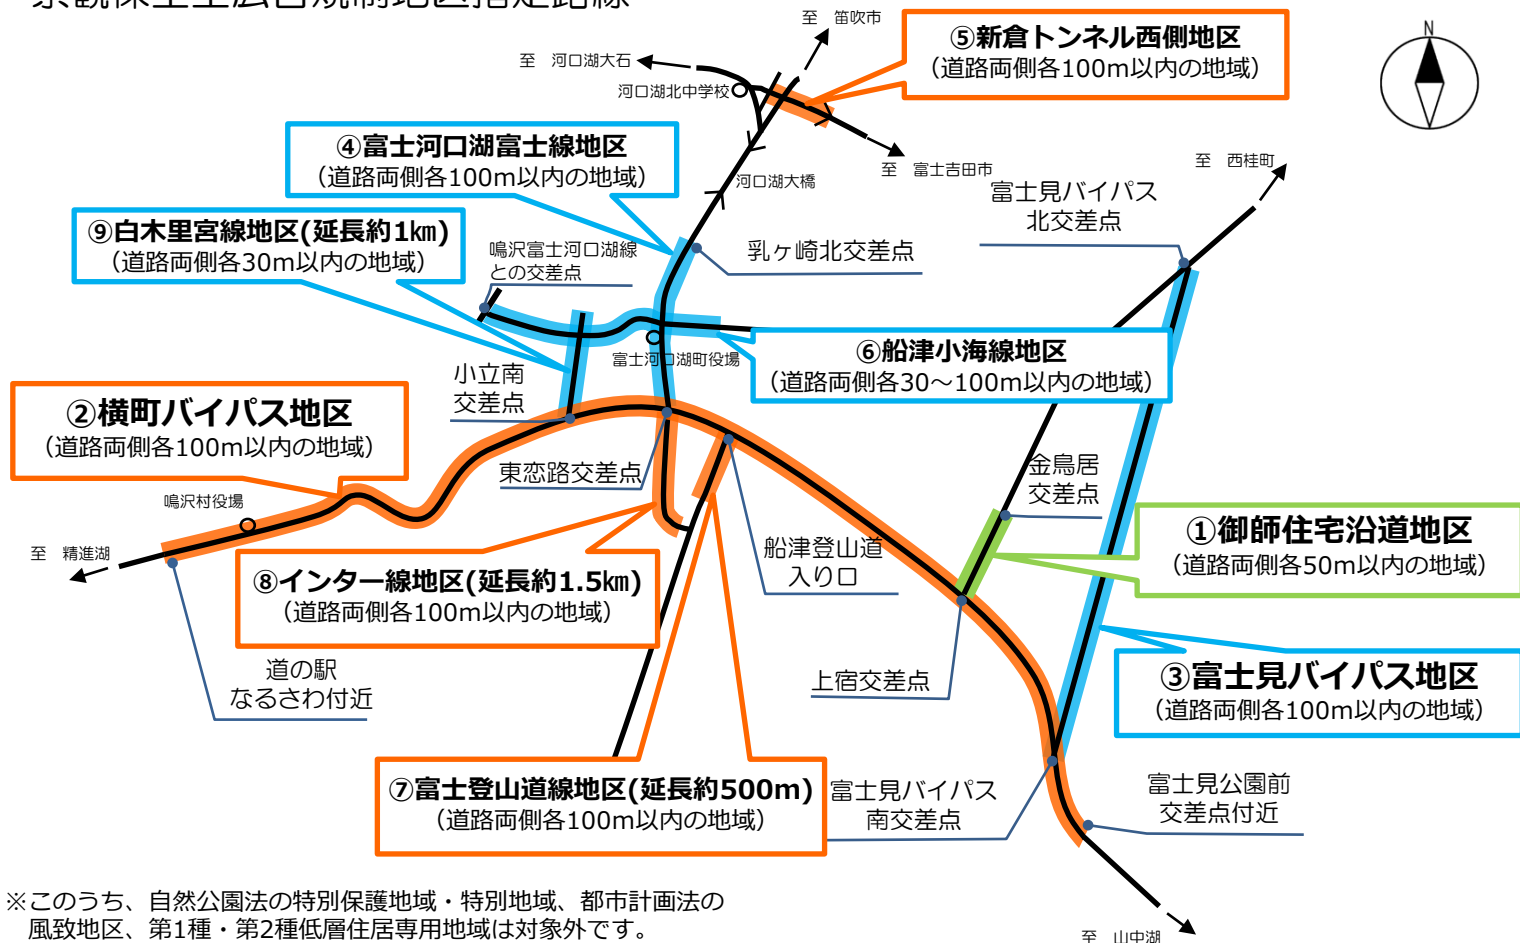 景観保全型広告規制地区指定路線
至 笛吹市
N
⑤新倉トンネル西側地区
（道路両側各100m以内の地域）
至 河口湖大石
河口湖北中学校
④富士河口湖富士線地区
（道路両側各100m以内の地域）
至 富士吉田市
至 西桂町
河口湖大橋
富士見バイパス
北交差点
⑨白木里宮線地区(延長約1㎞)
（道路両側各30m以内の地域）
鳴沢富士河口湖線
との交差点
乳ヶ崎北交差点
富士河口湖町役場
⑥船津小海線地区
（道路両側各30～100m以内の地域）
小立南
交差点
②横町バイパス地区
（道路両側各100m以内の地域）
東恋路交差点
金鳥居
交差点
鳴沢村役場
至 精進湖
①御師住宅沿道地区
（道路両側各50m以内の地域）
船津登山道
入り口
⑧インター線地区(延長約1.5㎞)
（道路両側各100m以内の地域）
道の駅
なるさわ付近
上宿交差点
③富士見バイパス地区
（道路両側各100m以内の地域）
⑦富士登山道線地区(延長約500m)
（道路両側各100m以内の地域）
富士見バイパス
南交差点
富士見公園前
交差点付近
※このうち、自然公園法の特別保護地域・特別地域、都市計画法の
風致地区、第1種・第2種低層住居専用地域は対象外です。
至 山中湖